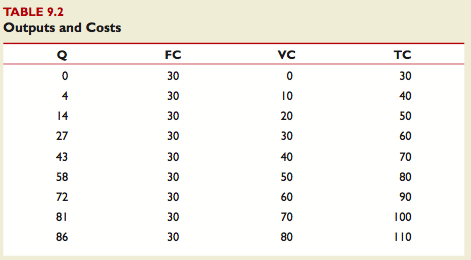 TABLE 9.2
Outputs and Costs
Q FC VC TC
0 30 0 30
4 30 10 40
14 30 20 50
27 30 30 60
43 30 40 70
58 30 50 80
72 30 60 90
81 30 70 100
86 30 80 110